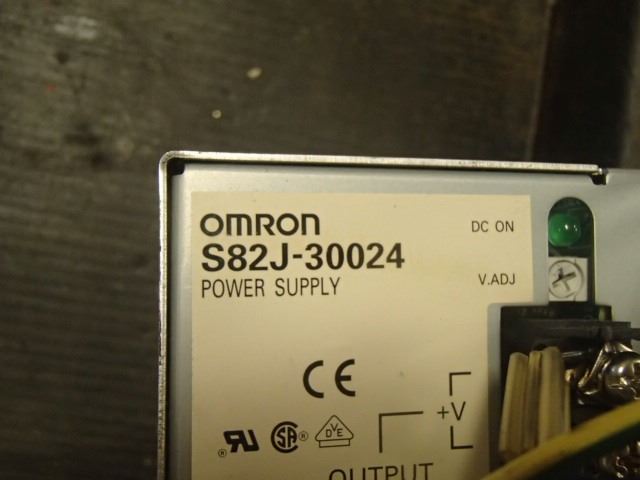 OMRON
DC ON
S82J-30024
POWER SUPPLY
V.ADJ
CE
+V
OUTPUT